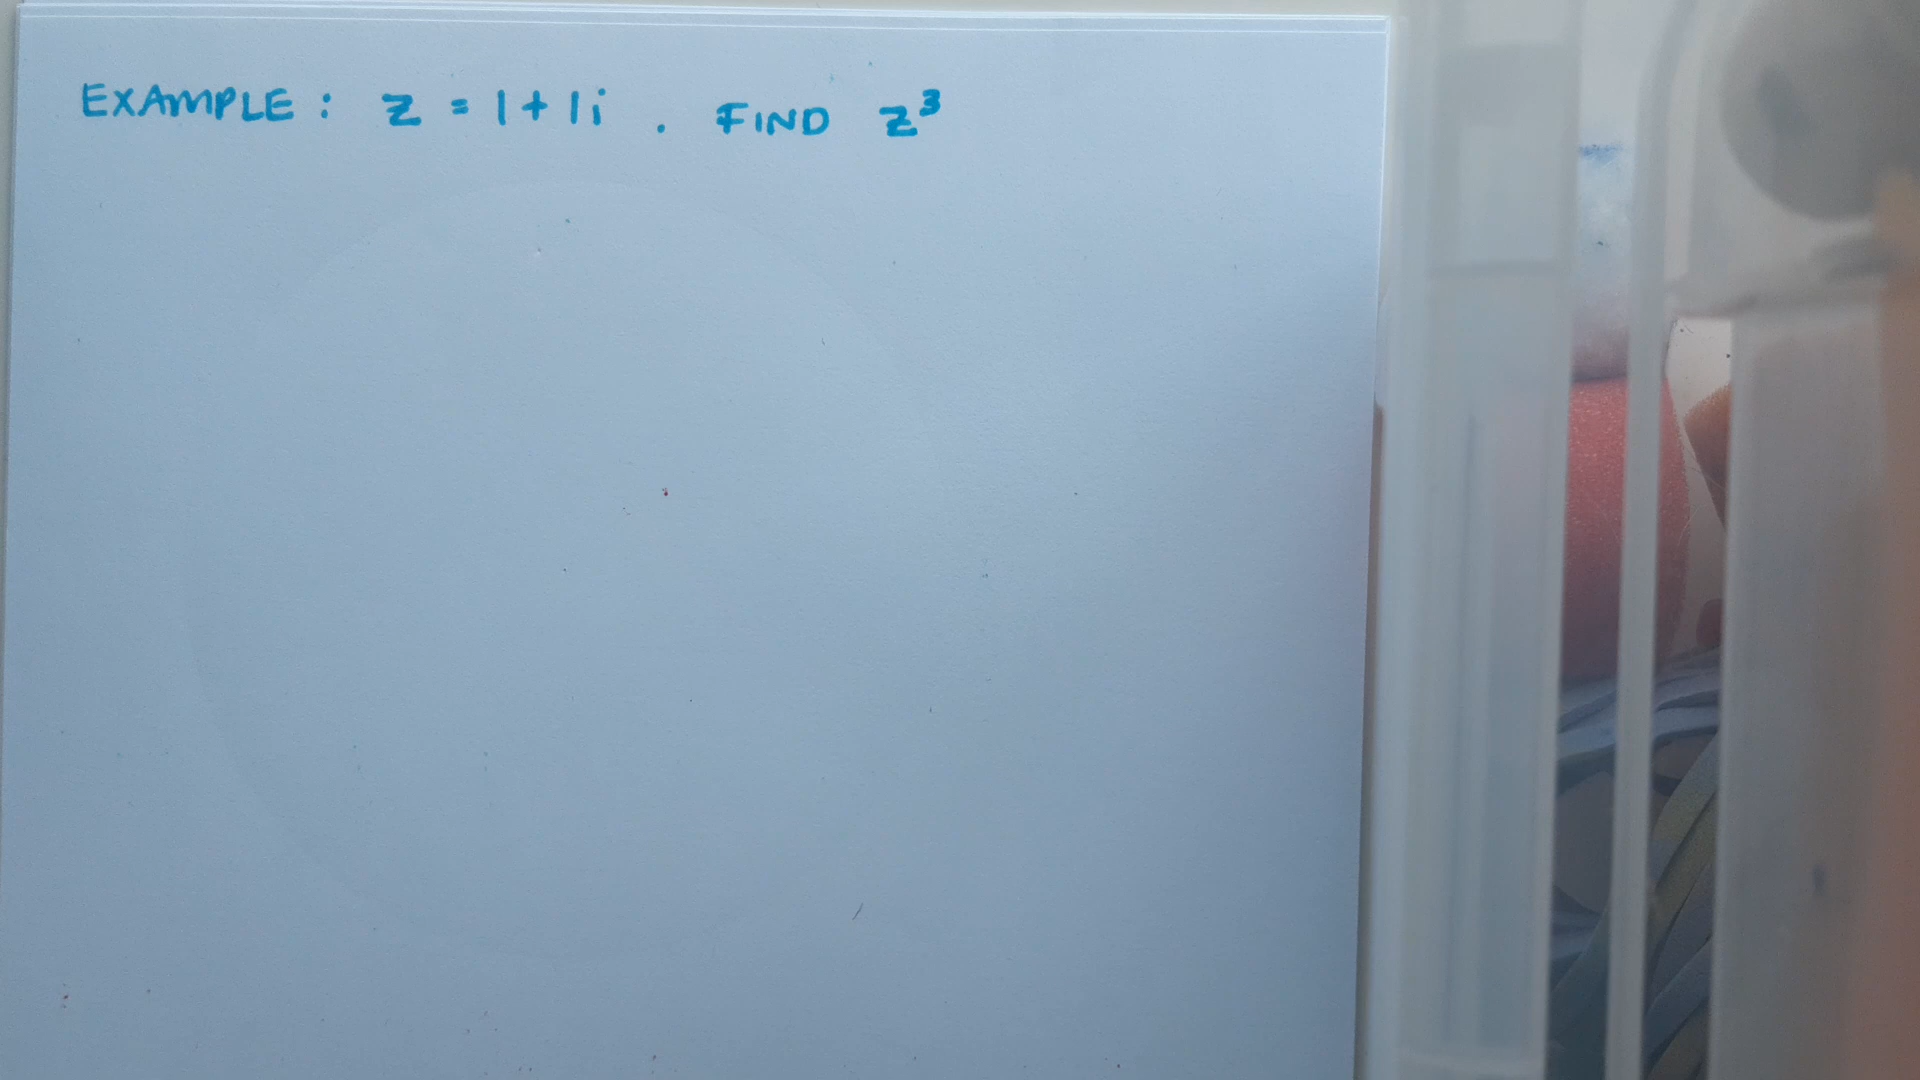 EXAMPLE: z = 1 + 1i . FIND z³